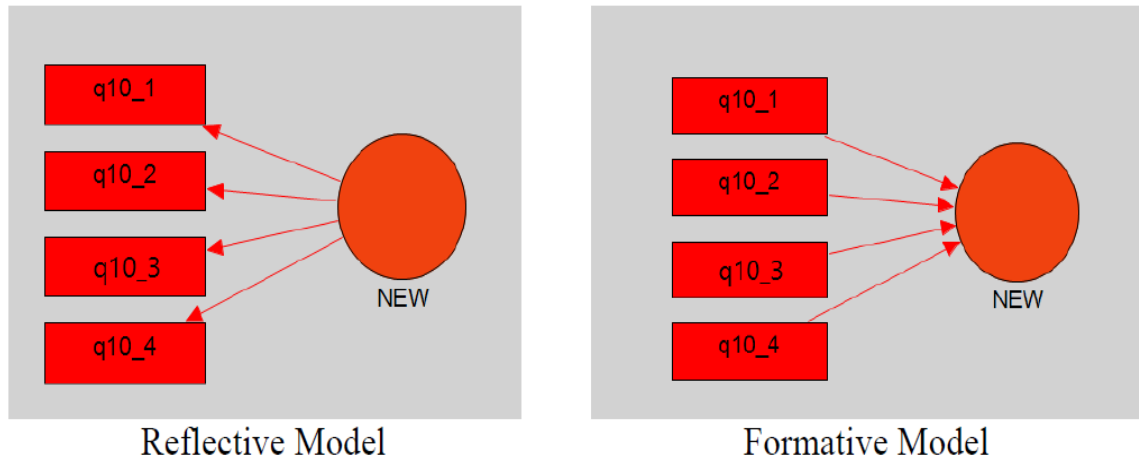 q10_1
q10_2
q10_3
q10_4
NEW
Reflective Model
q10_1
q10_2
q10_3
q10_4
NEW
Formative Model